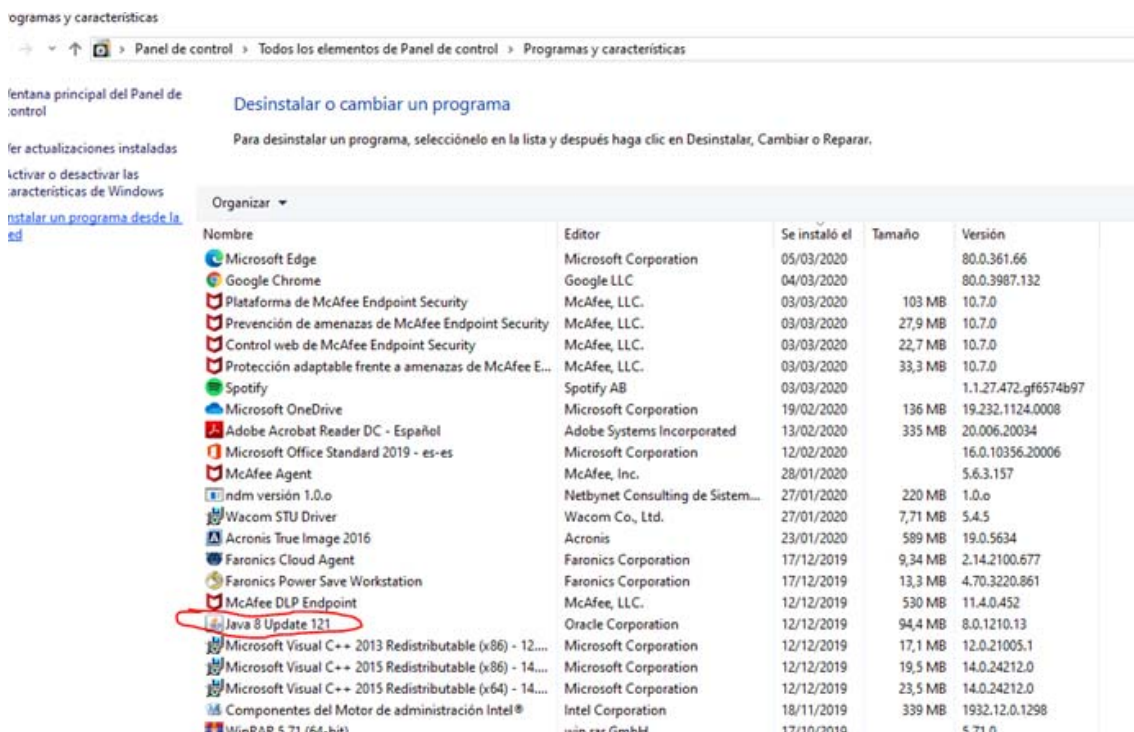 ogramas y características
Panel de control > Todos los elementos de Panel de control > Programas y características
entana principal del Panel de
control
er actualizaciones instaladas
Activar o desactivar las
características de Windows
nstalar un programa desde la
ed
Desinstalar o cambiar un programa
Para desinstalar un programa, selecciónelo en la lista y después haga clic en Desinstalar, Cambiar o Reparar.
Organizar
Nombre Editor Se instaló el Tamaño Versión
Microsoft Edge Microsoft Corporation 05/03/2020 80.0.361.66
Google Chrome Google LLC 04/03/2020 80.0.3987.132
Plataforma de McAfee Endpoint Security McAfee, LLC. 03/03/2020 103 MB 10.7.0
Prevención de amenazas de McAfee Endpoint Security McAfee, LLC. 03/03/2020 27,9 MB 10.7.0
Control web de McAfee Endpoint Security McAfee, LLC. 03/03/2020 22,7 MB 10.7.0
Protección adaptable frente a amenazas de McAfee E... McAfee, LLC. 03/03/2020 33,3 MB 10.7.0
Spotify Spotify AB 03/03/2020 1.1.27.472.gf6574b97
Microsoft OneDrive Microsoft Corporation 19/02/2020 136 MB 19.232.1124.0008
Adobe Acrobat Reader DC - Español Adobe Systems Incorporated 13/02/2020 335 MB 20.006.20034
Microsoft Office Standard 2019 - es-es Microsoft Corporation 12/02/2020 16.0.10356.20006
McAfee Agent McAfee, Inc. 28/01/2020 5.6.3.157
ndm versión 1.0.o Netbynet Consulting de Sistem... 27/01/2020 220 MB 1.0.o
Wacom STU Driver Wacom Co., Ltd. 27/01/2020 7,71 MB 5.4.5
Acronis True Image 2016 Acronis 23/01/2020 589 MB 19.0.5634
Faronics Cloud Agent Faronics Corporation 17/12/2019 9,34 MB 2.14.2100.677
Faronics Power Save Workstation Faronics Corporation 17/12/2019 13,3 MB 4.70.3220.861
McAfee DLP Endpoint McAfee, LLC. 12/12/2019 530 MB 11.4.0.452
Java 8 Update 121 Oracle Corporation 12/12/2019 94,4 MB 8.0.1210.13
Microsoft Visual C++ 2013 Redistributable (x86) - 12.... Microsoft Corporation 12/12/2019 17,1 MB 12.0.21005.1
Microsoft Visual C++ 2015 Redistributable (x86) - 14.... Microsoft Corporation 12/12/2019 19,5 MB 14.0.24212.0
Microsoft Visual C++ 2015 Redistributable (x64) - 14.... Microsoft Corporation 12/12/2019 23,5 MB 14.0.24212.0
Componentes del Motor de administración Intel® Intel Corporation 18/11/2019 339 MB 1932.12.0.1298
WinRAR 5.71 (64-bit) win.rar GmbH 17/10/2019 5.71.0